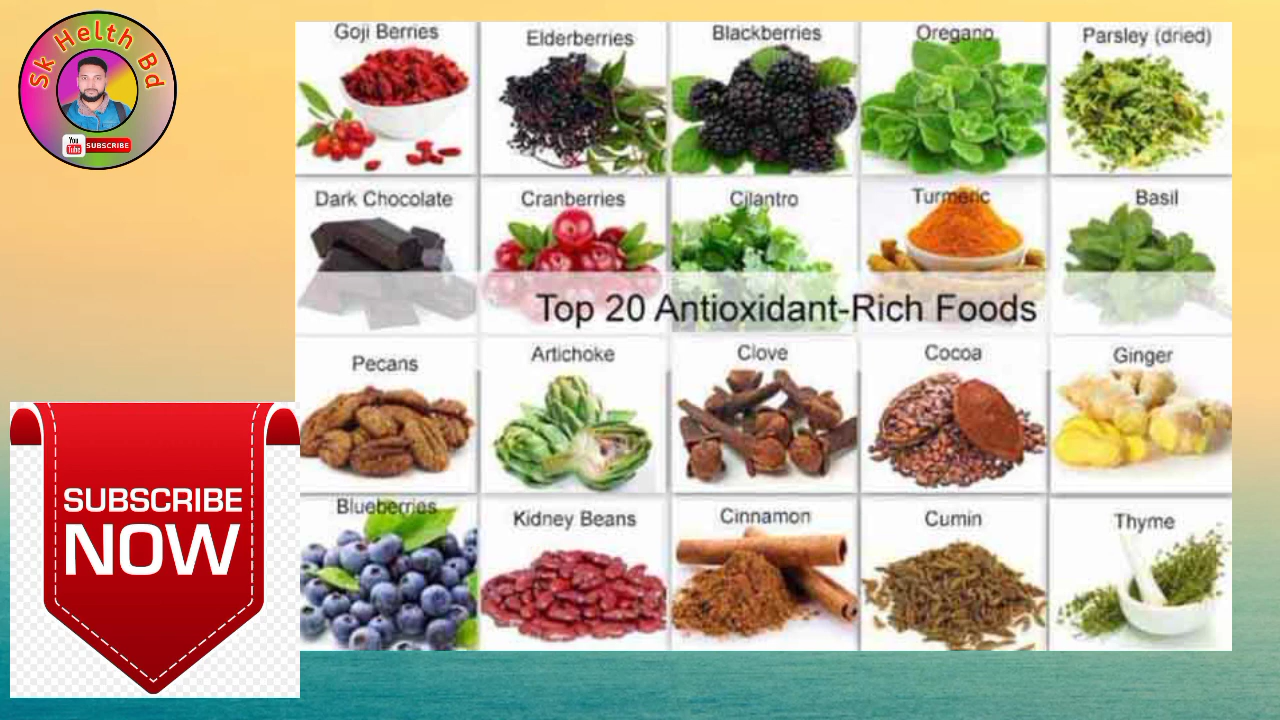 Sk Helth Bd
You
Tube
SUBSCRIBE
Goji Berries
Elderberries
Blackberries
Oregano
Parsley (dried)
Dark Chocolate
Cranberries
Cilantro
Turmeric
Basil
Top 20 Antioxidant-Rich Foods
Pecans
Artichoke
Clove
Cocoa
Ginger
Blueberries
Kidney Beans
Cinnamon
Cumin
Thyme
SUBSCRIBE
NOW